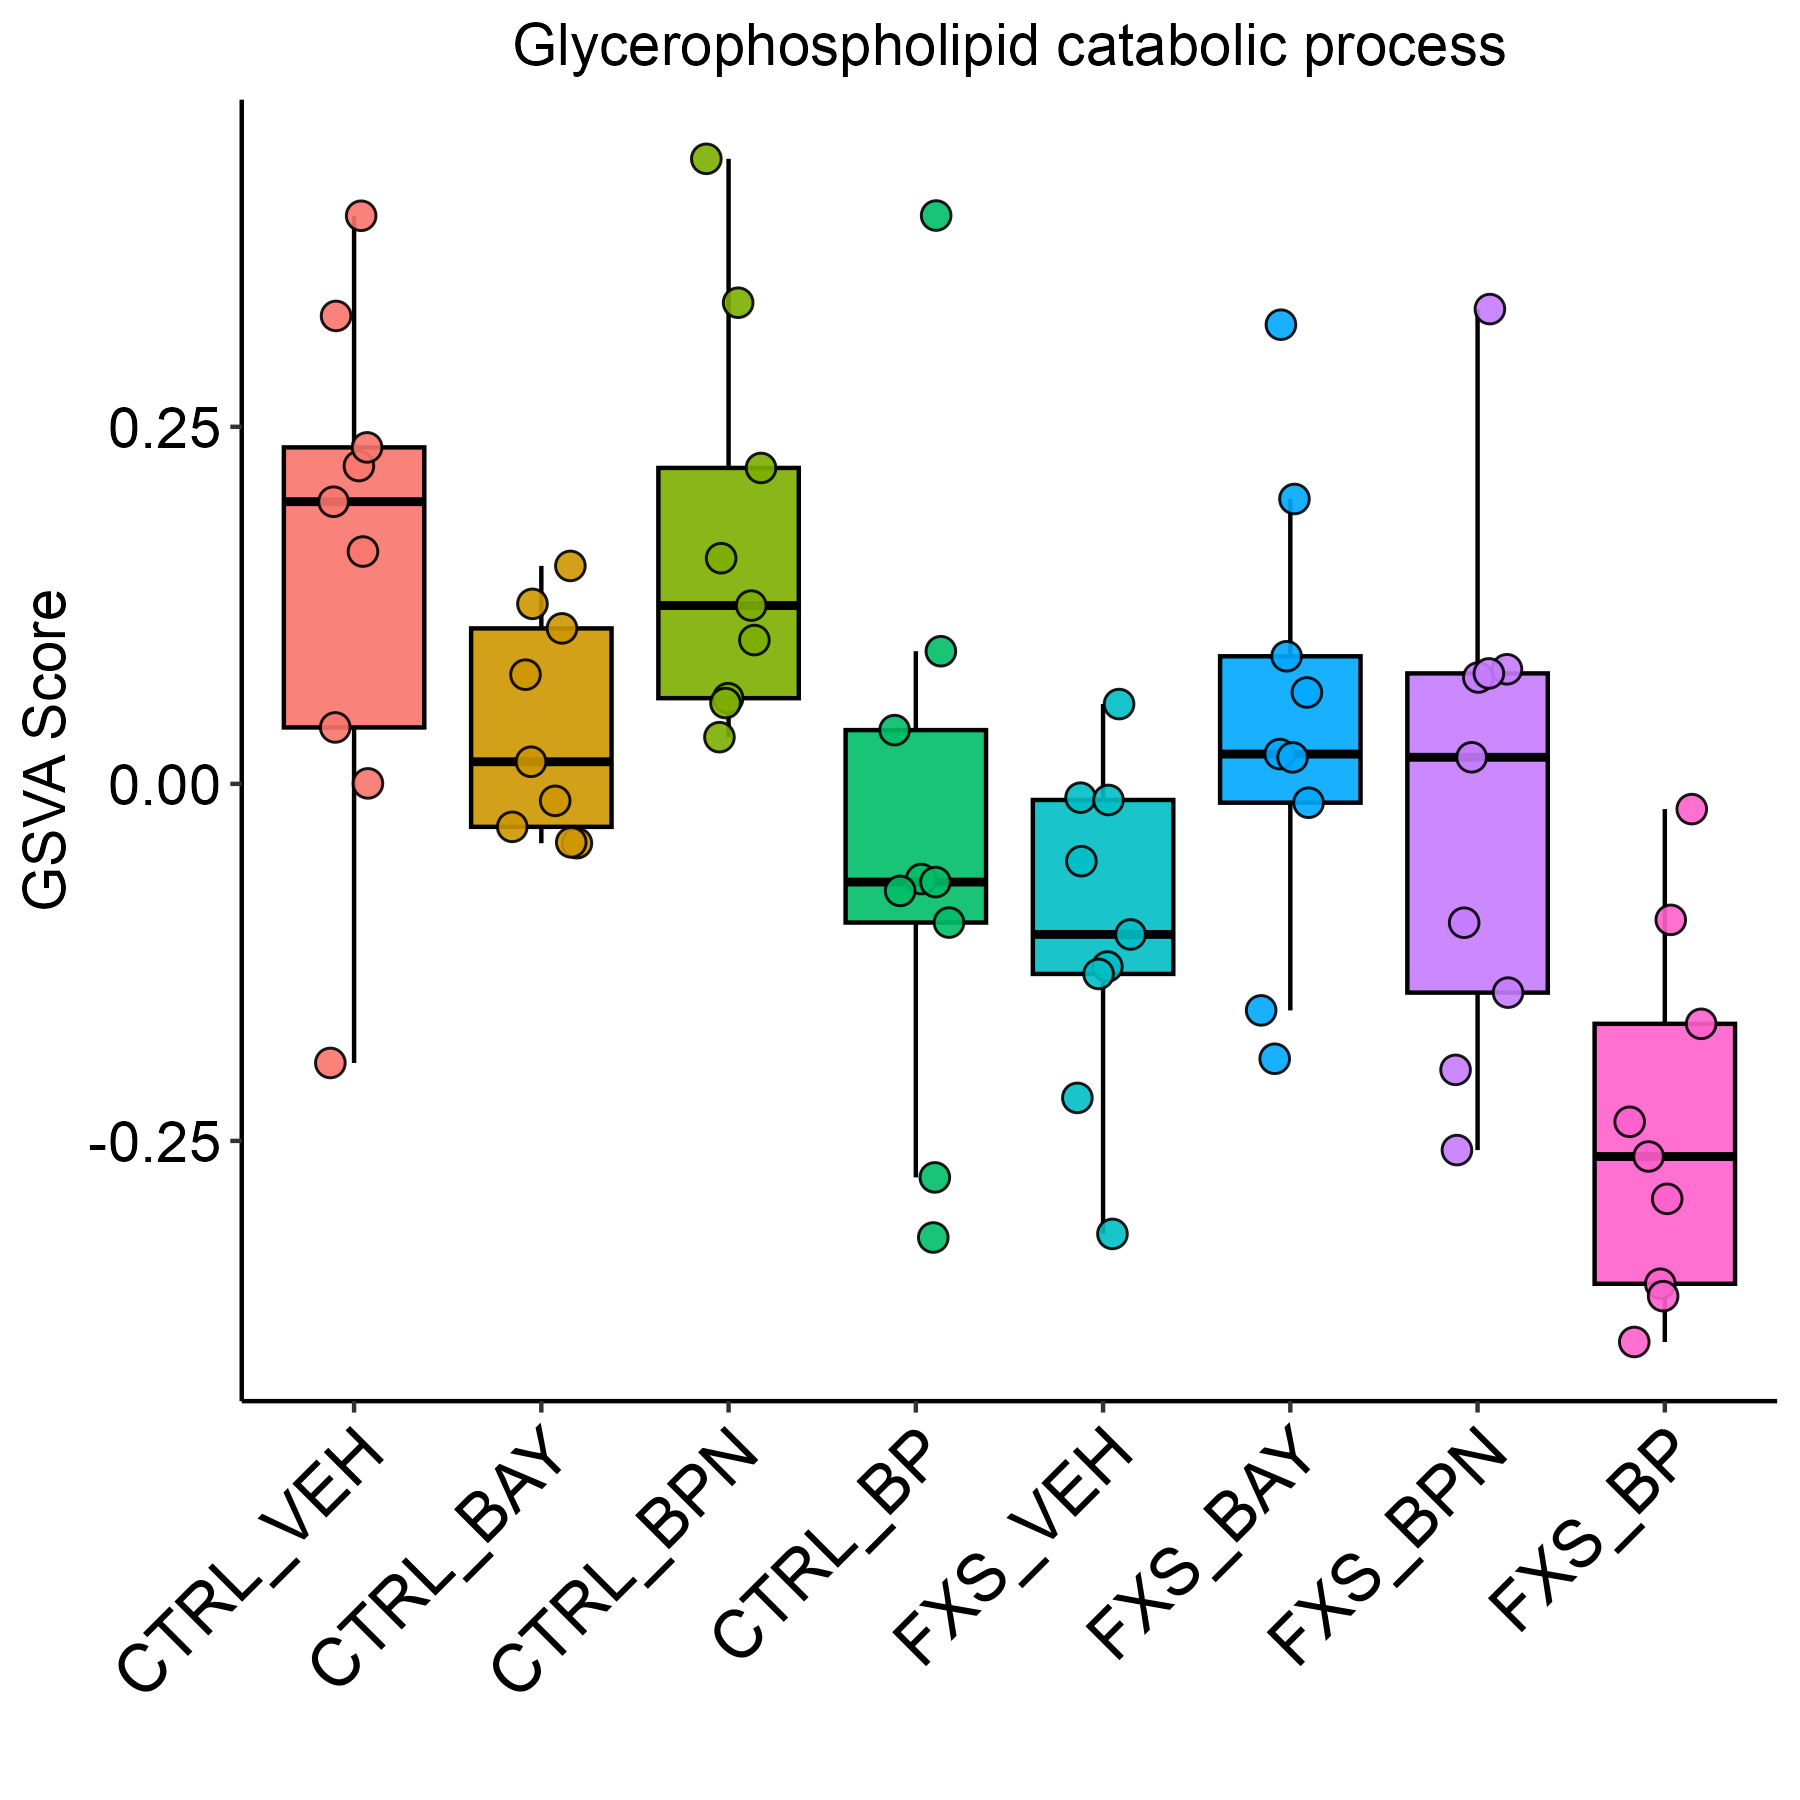 Glycerophospholipid catabolic process
GSVA Score
0.25
0.00
-0.25
CTRL_VEH
CTRL_BAY
CTRL_BPN
CTRL_BP
FXS_VEH
FXS_BAY
FXS_BPN
FXS_BP